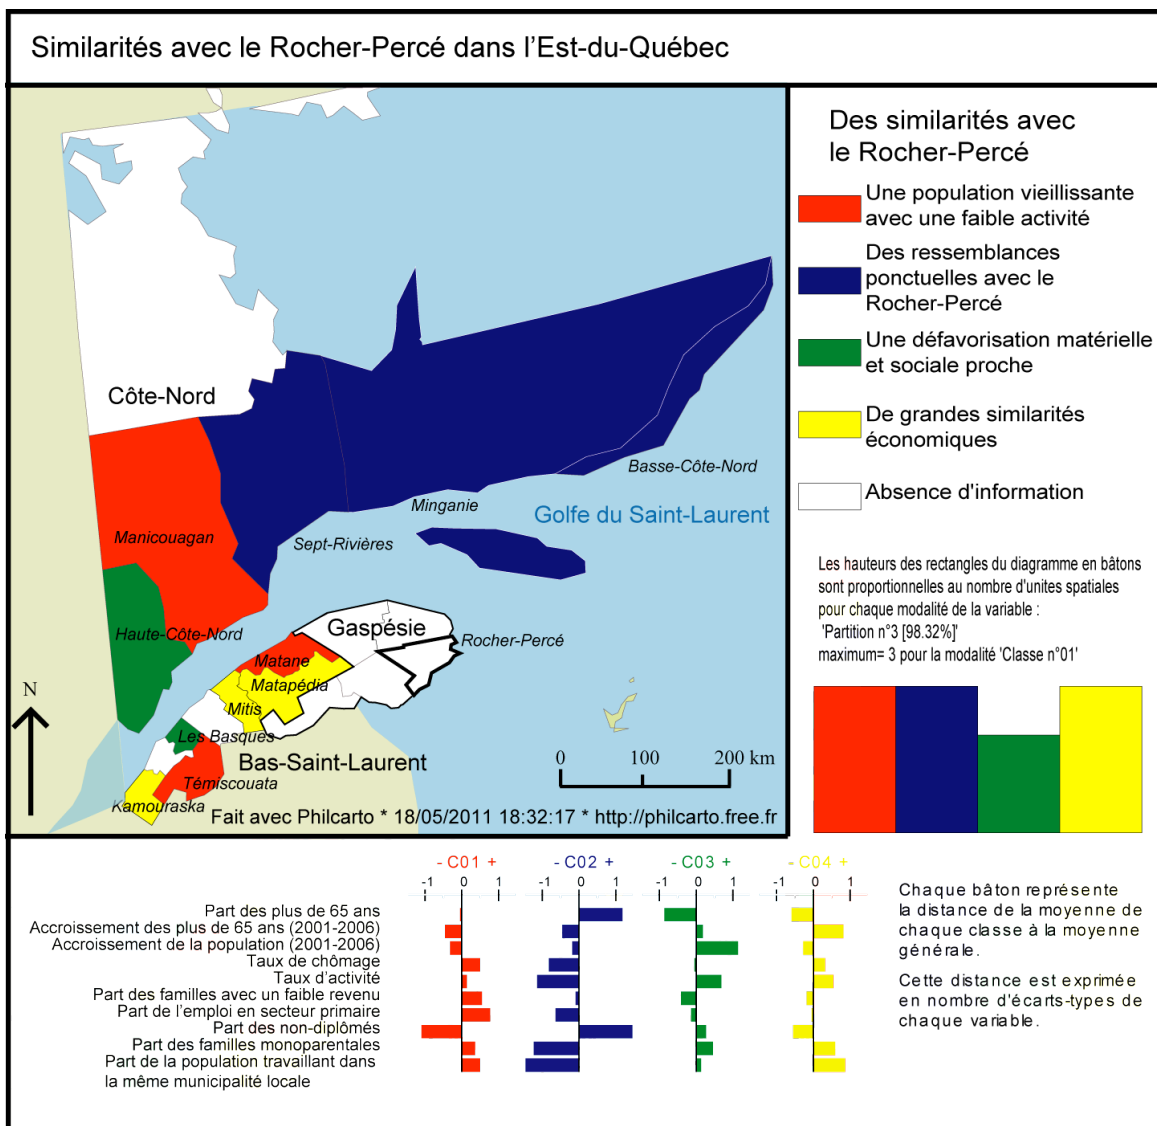 Similarités avec le Rocher-Percé dans l'Est-du-Québec
Côte-Nord
Manicouagan
Haute-Côte-Nord
Sept-Rivières
Minganie
Basse-Côte-Nord
Golfe du Saint-Laurent
Gaspésie
Rocher-Percé
Matane
Matapédia
Mitis
Les Basques
Bas-Saint-Laurent
Témiscouata
Kamouraska
N
0 100 200 km
Fait avec Philcarto * 18/05/2011 18:32:17 * http://philcarto.free.fr
Des similarités avec
le Rocher-Percé
Une population vieillissante
avec une faible activité
Des ressemblances
ponctuelles avec le
Rocher-Percé
Une défavorisation matérielle
et sociale proche
De grandes similarités
économiques
Absence d'information
Les hauteurs des rectangles du diagramme en bâtons
sont proportionnelles au nombre d'unites spatiales
pour chaque modalité de la variable :
'Partition n°3 [98.32%]'
maximum= 3 pour la modalité 'Classe n°01'
- C01 + - C02 + - C03 + - C04 +
-1 0 1 -1 0 1 -1 0 1 -1 0 1
Part des plus de 65 ans
Accroissement des plus de 65 ans (2001-2006)
Accroissement de la population (2001-2006)
Taux de chômage
Taux d'activité
Part des familles avec un faible revenu
Part de l'emploi en secteur primaire
Part des non-diplômés
Part des familles monoparentales
Part de la population travaillant dans
la même municipalité locale
Chaque bâton représente
la distance de la moyenne de
chaque classe à la moyenne
générale.
Cette distance est exprimée
en nombre d'écarts-types de
chaque variable.